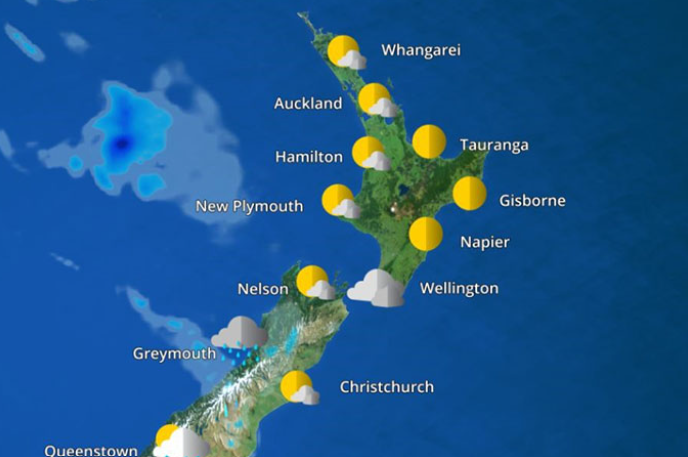 Whangarei
Auckland
Tauranga
Hamilton
Gisborne
New Plymouth
Napier
Nelson
Wellington
Greymouth
Christchurch
Queenstown